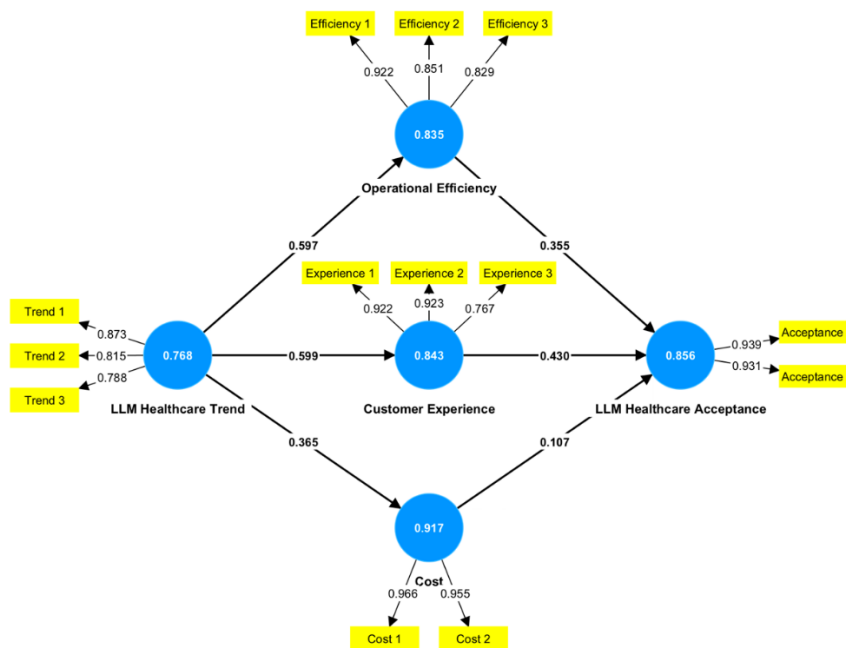 Efficiency 1
Efficiency 2
Efficiency 3
0.922
0.851
0.829
0.835
Operational Efficiency
0.597
0.355
Experience 1
Experience 2
Experience 3
0.922
0.923
0.767
Trend 1
Trend 2
Trend 3
0.873
0.815
0.788
0.768
LLM Healthcare Trend
0.599
0.843
Customer Experience
0.430
0.856
LLM Healthcare Acceptance
0.939
0.931
Acceptance
Acceptance
0.365
0.107
0.917
Cost
0.966
0.955
Cost 1
Cost 2